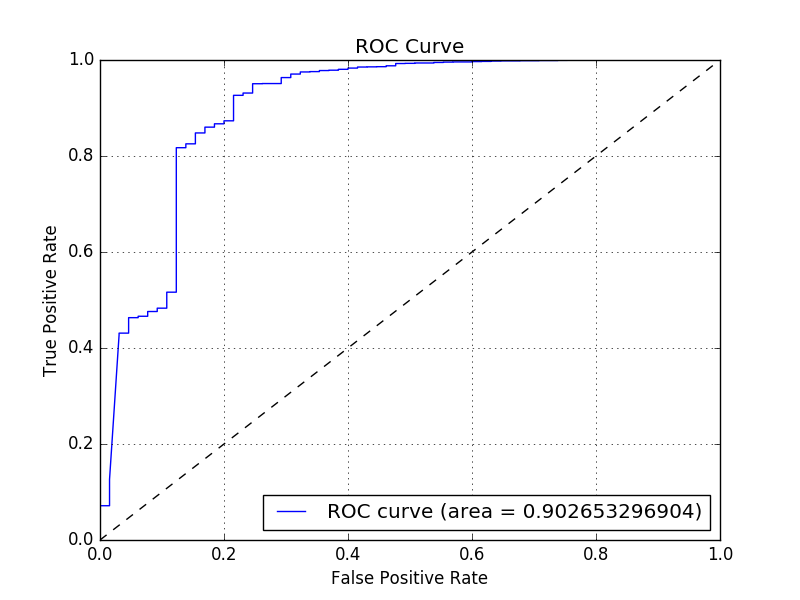 ROC Curve
1.0
0.8
0.6
0.4
0.2
0.0
True Positive Rate
ROC curve (area = 0.902653296904)
0.0 0.2 0.4 0.6 0.8 1.0
False Positive Rate